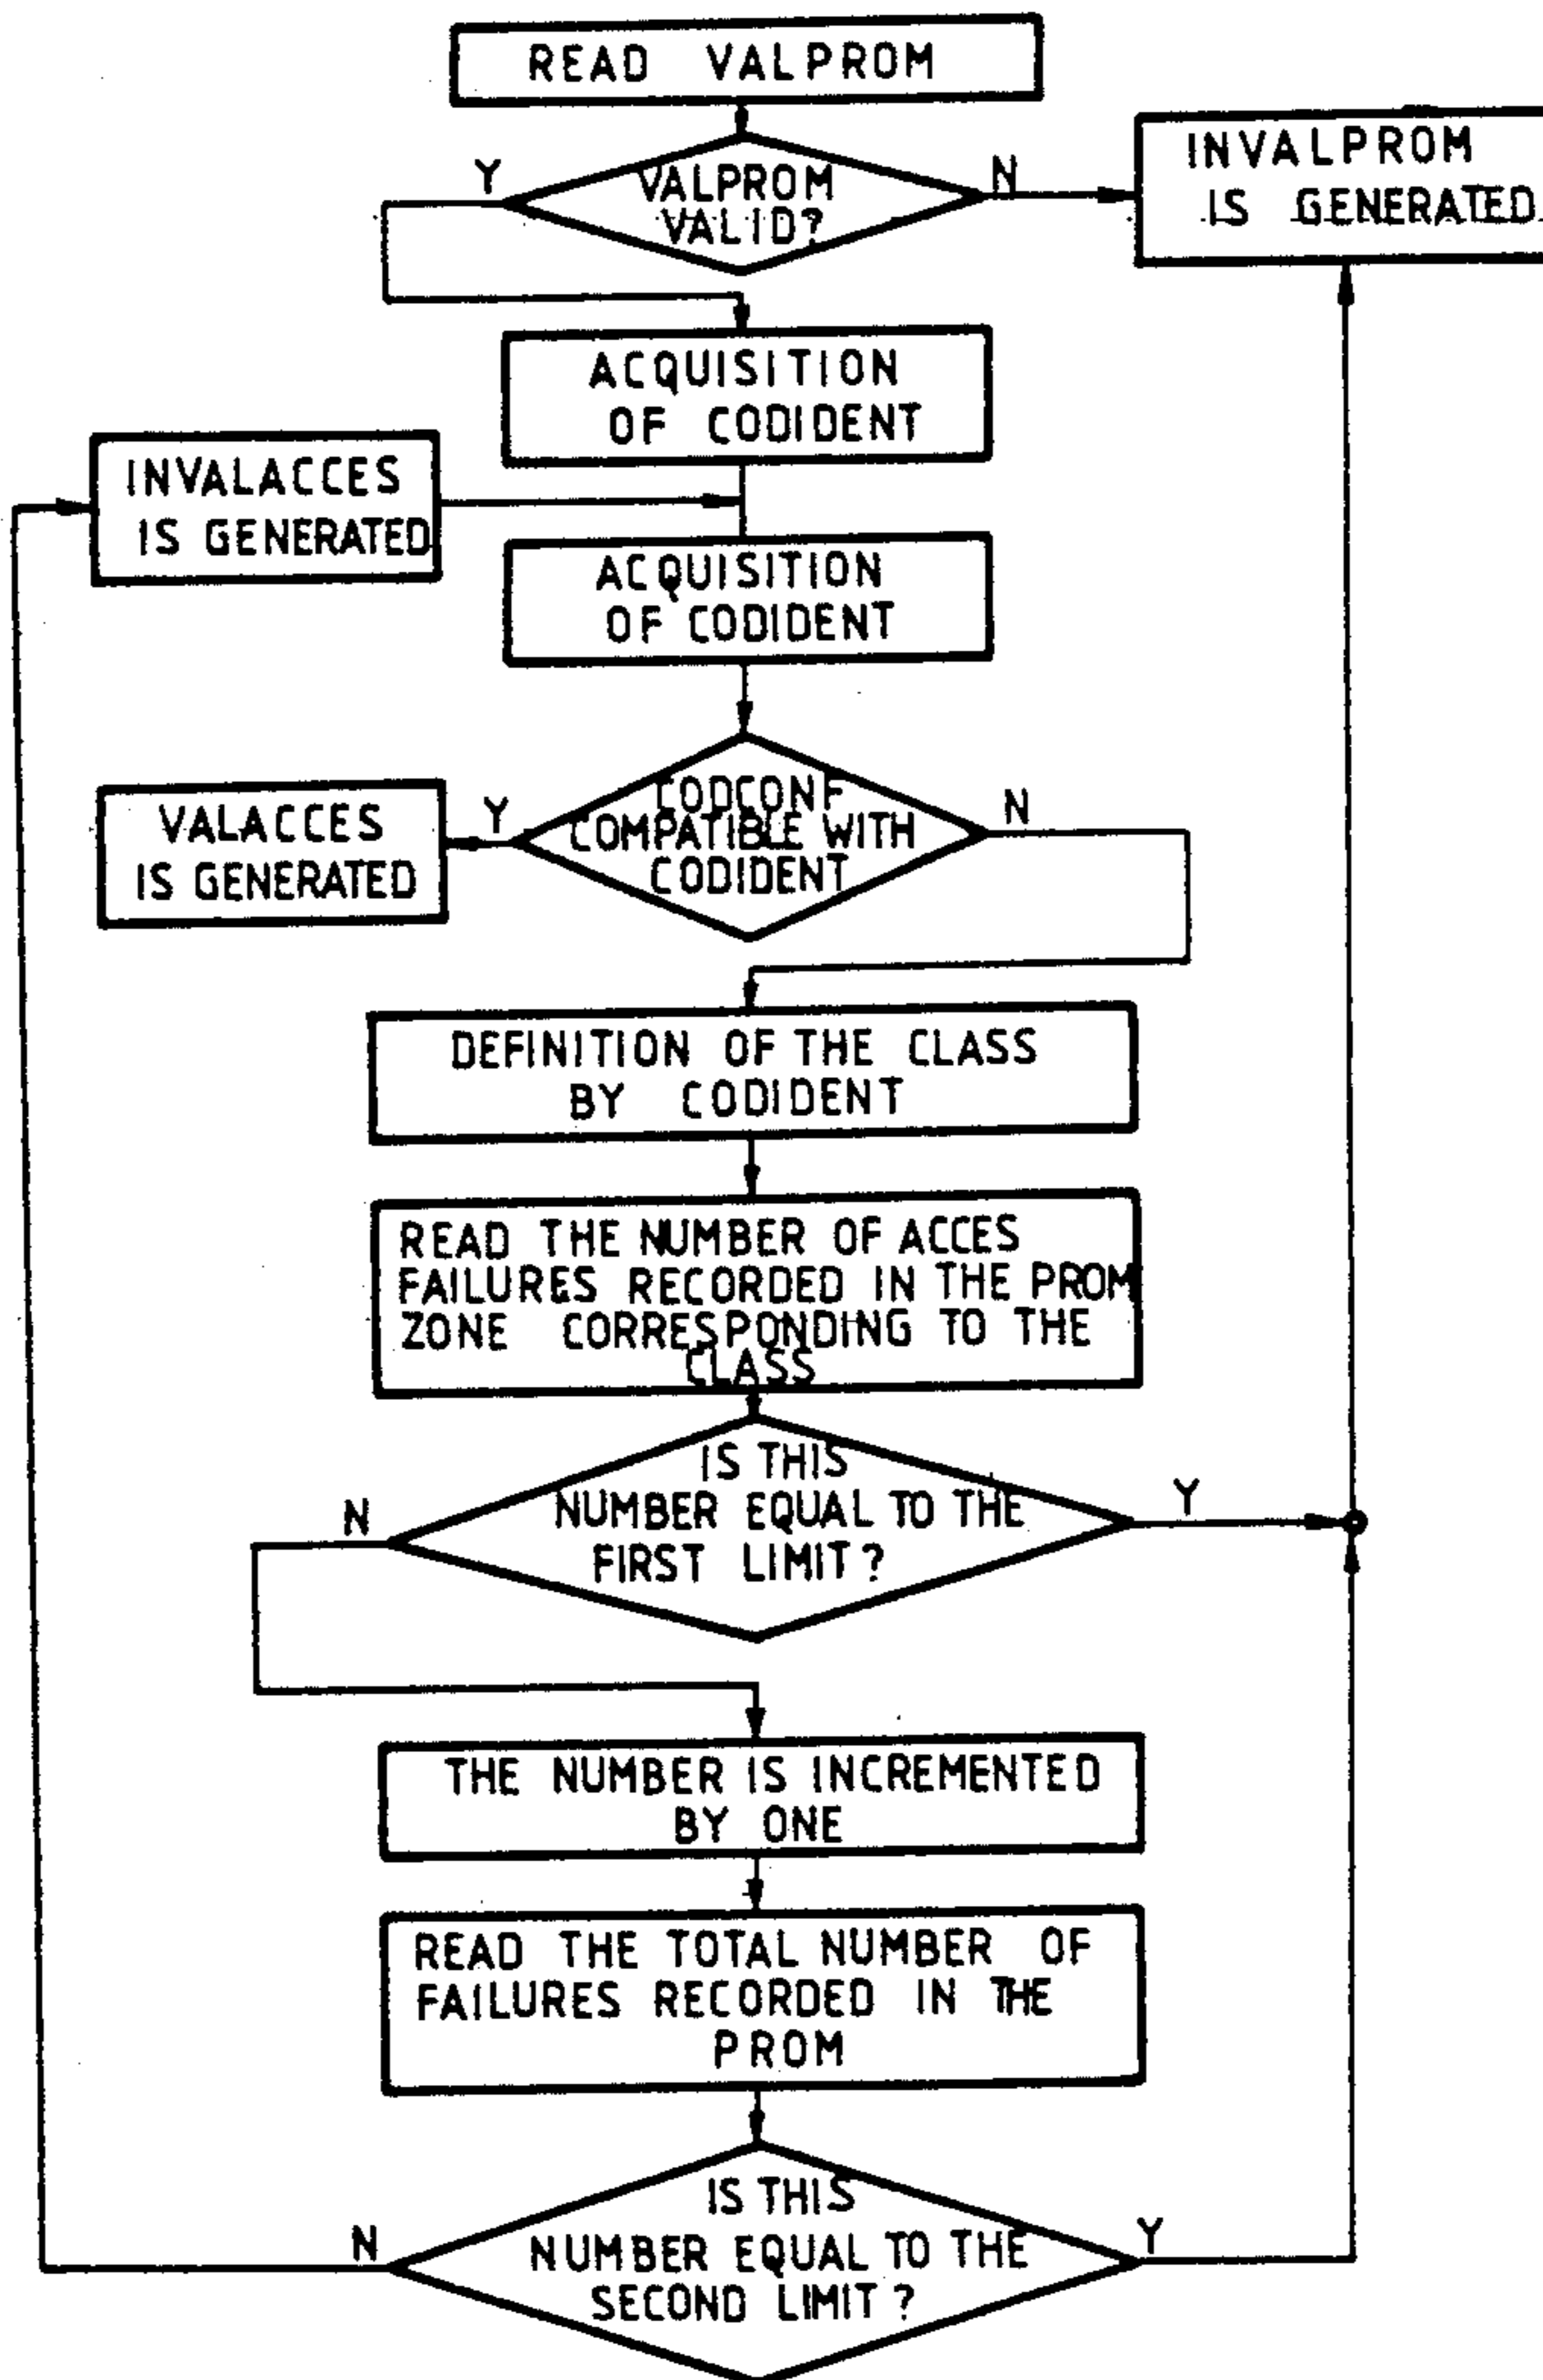 READ VALPROM
Y
VALPROM
VALID?
N
INVALPROM
IS GENERATED
ACQUISITION
OF CODIDENT
INVALACCES
IS GENERATED
ACQUISITION
OF CODIDENT
VALACCES
IS GENERATED
Y
CODCONF
COMPATIBLE WITH
CODIDENT
N
DEFINITION OF THE CLASS
BY CODIDENT
READ THE NUMBER OF ACCES
FAILURES RECORDED IN THE PROM
ZONE CORRESPONDING TO THE
CLASS
N
IS THIS
NUMBER EQUAL TO THE
FIRST LIMIT?
Y
THE NUMBER IS INCREMENTED
BY ONE
READ THE TOTAL NUMBER OF
FAILURES RECORDED IN THE
PROM
N
IS THIS
NUMBER EQUAL TO THE
SECOND LIMIT?
Y